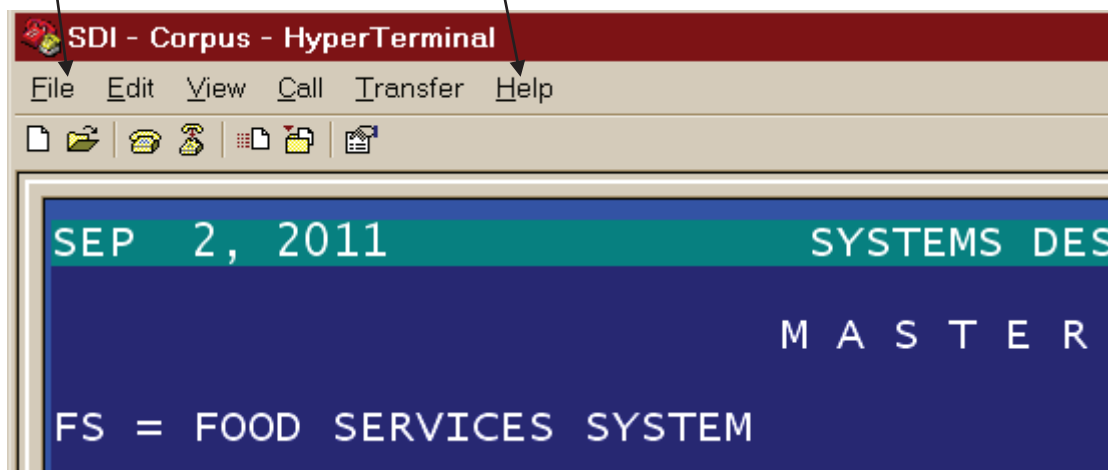 SDI - Corpus - HyperTerminal
File Edit View Call Transfer Help
SEP 2, 2011 SYSTEMS DES
M A S T E R
FS = FOOD SERVICES SYSTEM